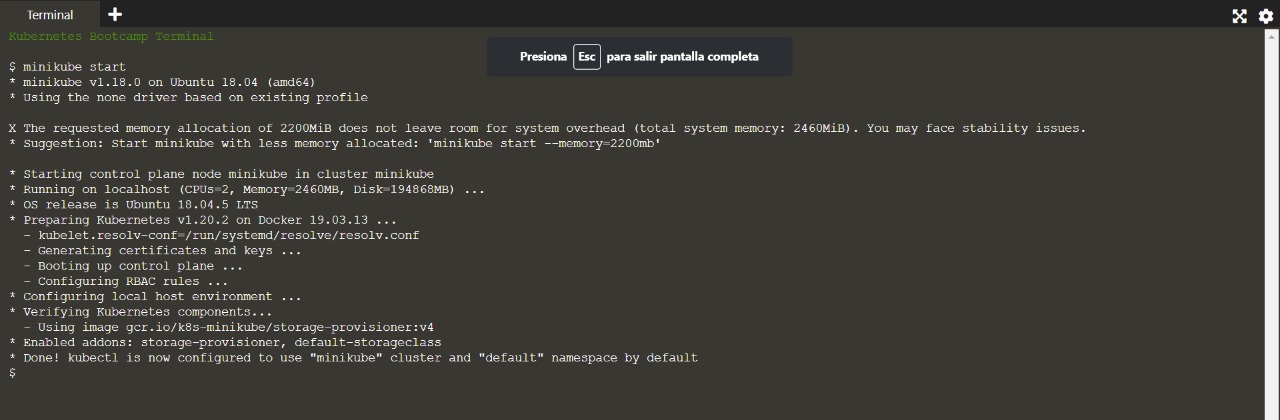 Terminal
Kubernetes Bootcamp Terminal
Presiona Esc para salir pantalla completa
$ minikube start
* minikube v1.18.0 on Ubuntu 18.04 (amd64)
* Using the none driver based on existing profile
X The requested memory allocation of 2200MiB does not leave room for system overhead (total system memory: 2460MiB). You may face stability issues.
* Suggestion: Start minikube with less memory allocated: 'minikube start --memory=2200mb'
* Starting control plane node minikube in cluster minikube
* Running on localhost (CPUs=2, Memory=2460MB, Disk=194868MB) ...
* OS release is Ubuntu 18.04.5 LTS
* Preparing Kubernetes v1.20.2 on Docker 19.03.13 ...
  - kubelet.resolv-conf=/run/systemd/resolve/resolv.conf
  - Generating certificates and keys ...
  - Booting up control plane ...
  - Configuring RBAC rules ...
* Configuring local host environment ...
* Verifying Kubernetes components...
  - Using image gcr.io/k8s-minikube/storage-provisioner:v4
* Enabled addons: storage-provisioner, default-storageclass
* Done! kubectl is now configured to use "minikube" cluster and "default" namespace by default
$